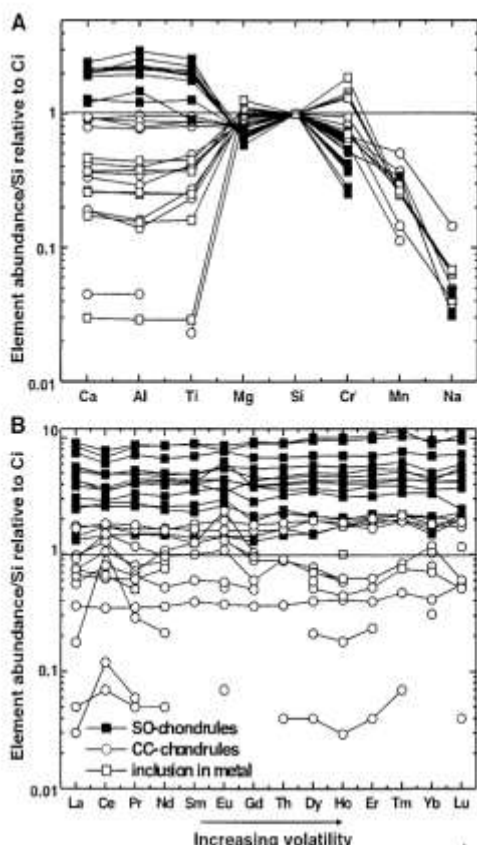 A
Element abundance/Si relative to Ci
1
0.1
0.01
Ca Al Ti Mg Si Cr Mn Na
B
Element abundance/Si relative to Ci
10
1
0.1
0.01
SO-chondrules
CC-chondrules
inclusion in metal
La Ce Pr Nd Sm Eu Gd Th Dy Ho Er Tm Yb Lu
Increasing volatility